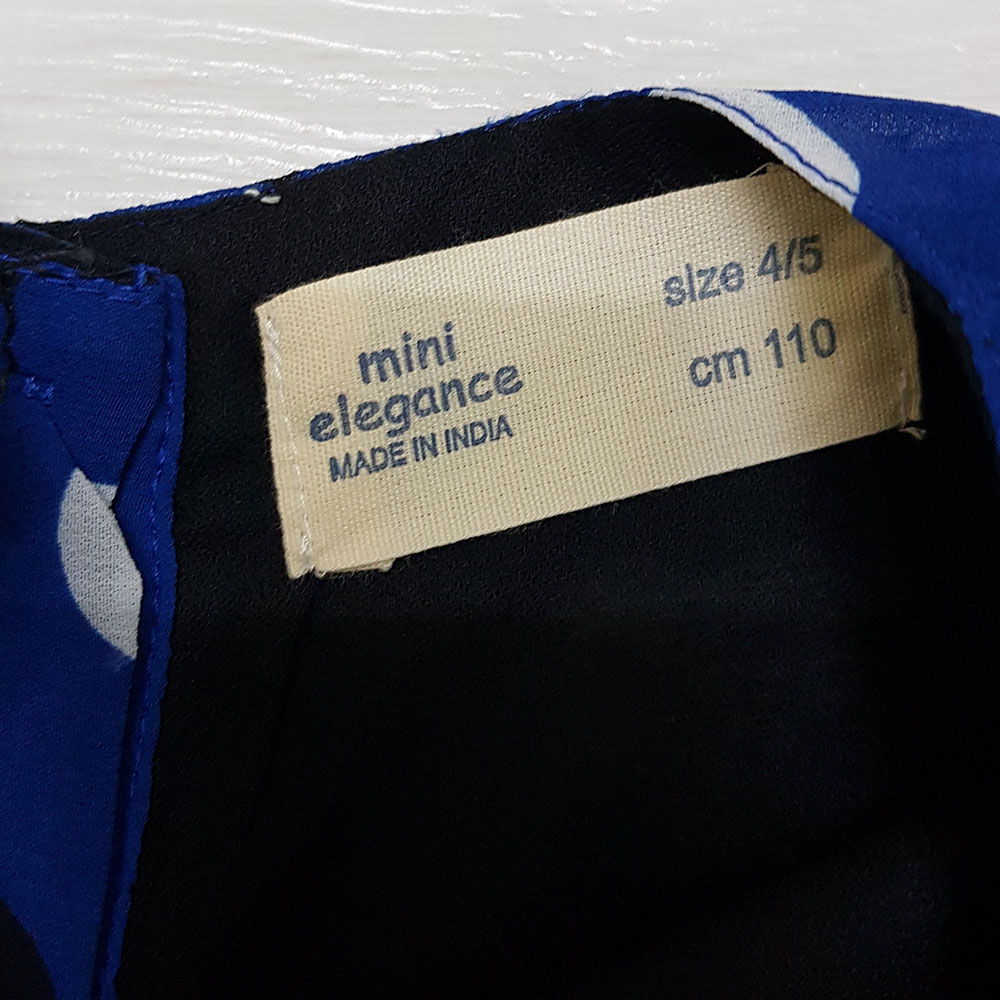 mini
elegance
MADE IN INDIA
size 4/5
cm 110